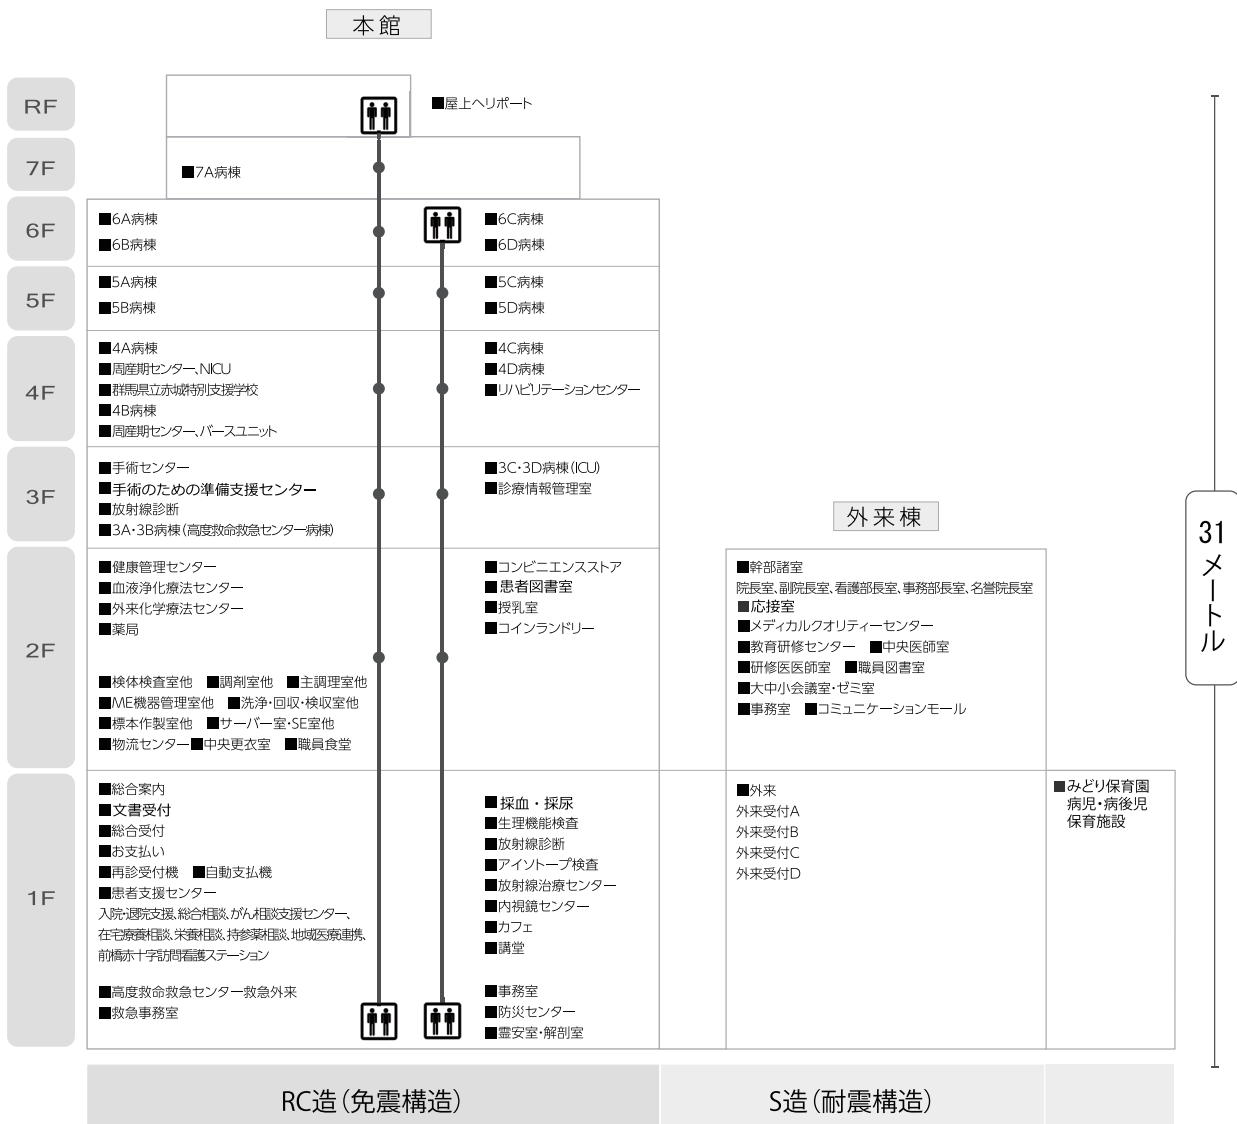 本館
RF
■屋上ヘリポート
7F
■7A病棟
6F
■6A病棟
■6B病棟
■6C病棟
■6D病棟
5F
■5A病棟
■5B病棟
■5C病棟
■5D病棟
4F
■4A病棟
■周産期センター、NICU
■群馬県立赤城特別支援学校
■4B病棟
■周産期センター、バースユニット
■4C病棟
■4D病棟
■リハビリテーションセンター
3F
■手術センター
■手術のための準備支援センター
■放射線診断
■3A・3B病棟(高度救命救急センター病棟)
■3C・3D病棟(ICU)
■診療情報管理室
2F
■健康管理センター
■血液浄化療法センター
■外来化学療法センター
■薬局
■検体検査室他 ■調剤室他 ■主調理室他
■ME機器管理室他 ■洗浄・回収・検収室他
■標本作製室他 ■サーバー室・SE室他
■物流センター■中央更衣室 ■職員食堂
■コンビニエンスストア
■患者図書室
■授乳室
■コインランドリー
外来棟
■幹部諸室
院長室、副院長室、看護部長室、事務部長室、名誉院長室
■応接室
■メディカルクオリティーセンター
■教育研修センター ■中央医師室
■研修医医師室 ■職員図書室
■大中小会議室・ゼミ室
■事務室 ■コミュニケーションモール
1F
■総合案内
■文書受付
■総合受付
■お支払い
■再診受付機 ■自動支払機
■患者支援センター
入院・退院支援、総合相談、がん相談支援センター、
在宅療養相談、栄養相談、持参薬相談、地域医療連携、
前橋赤十字訪問看護ステーション
■高度救命救急センター救急外来
■救急事務室
■採血・採尿
■生理機能検査
■放射線診断
■アイソトープ検査
■放射線治療センター
■内視鏡センター
■カフェ
■講堂
■事務室
■防災センター
■霊安室・解剖室
■外来
外来受付A
外来受付B
外来受付C
外来受付D
■みどり保育園
病児・病後児
保育施設
31メートル
RC造(免震構造)
S造(耐震構造)